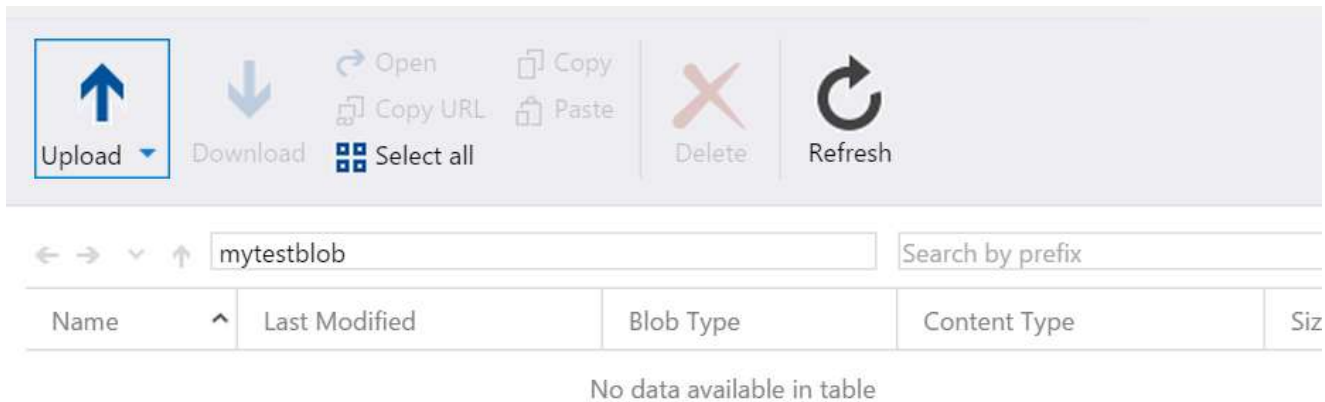 Open Copy
Copy URL Paste
Upload Download Select all Delete Refresh
mytestblob Search by prefix
Name Last Modified Blob Type Content Type Siz
No data available in table